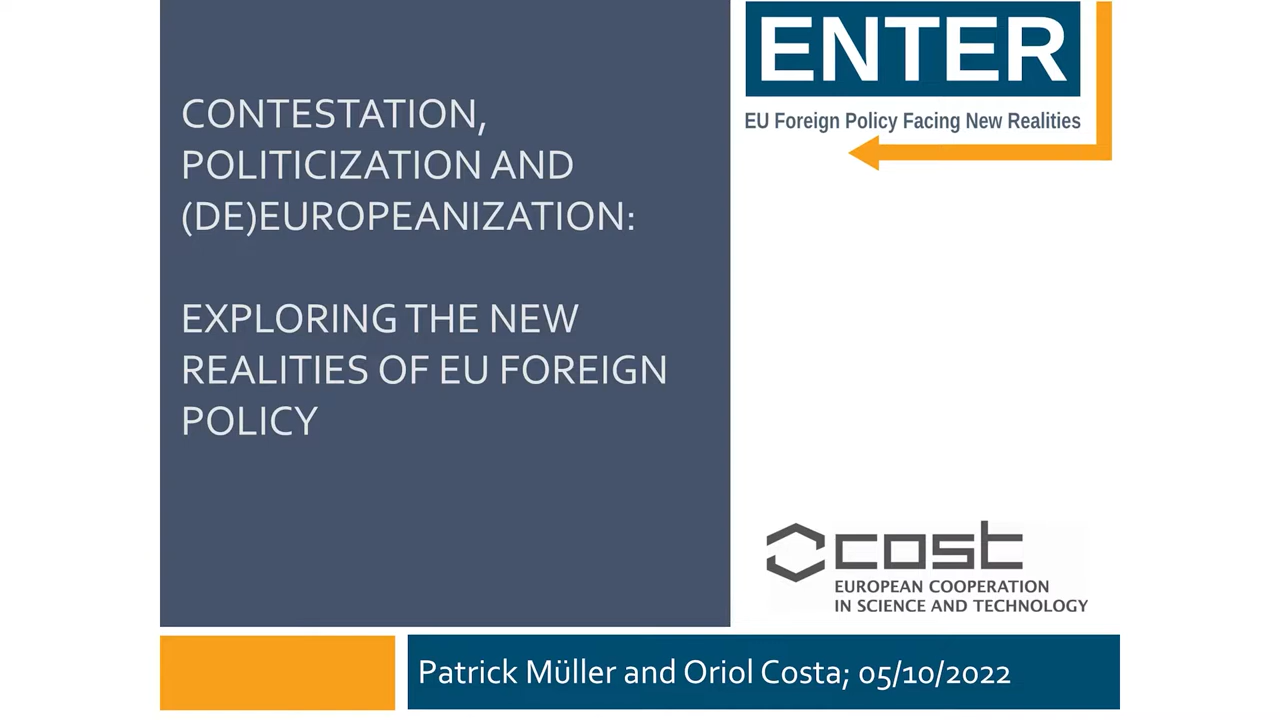 CONTESTATION,
POLITICIZATION AND
(DE)EUROPEANIZATION:
EXPLORING THE NEW
REALITIES OF EU FOREIGN
POLICY
ENTER
EU Foreign Policy Facing New Realities
cost
EUROPEAN COOPERATION
IN SCIENCE AND TECHNOLOGY
Patrick Müller and Oriol Costa; 05/10/2022